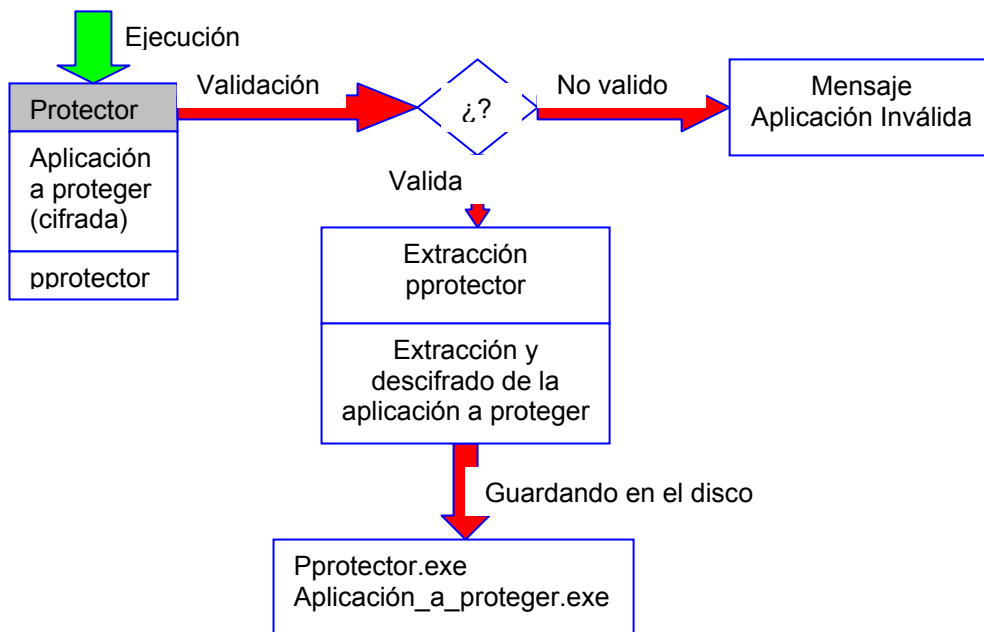 Ejecución
Protector
Aplicación
a proteger
(cifrada)
pprotector
Validación
¿?
No valido
Mensaje
Aplicación Inválida
Valida
Extracción
pprotector
Extracción y
descifrado de la
aplicación a proteger
Guardando en el disco
Pprotector.exe
Aplicación_a_proteger.exe